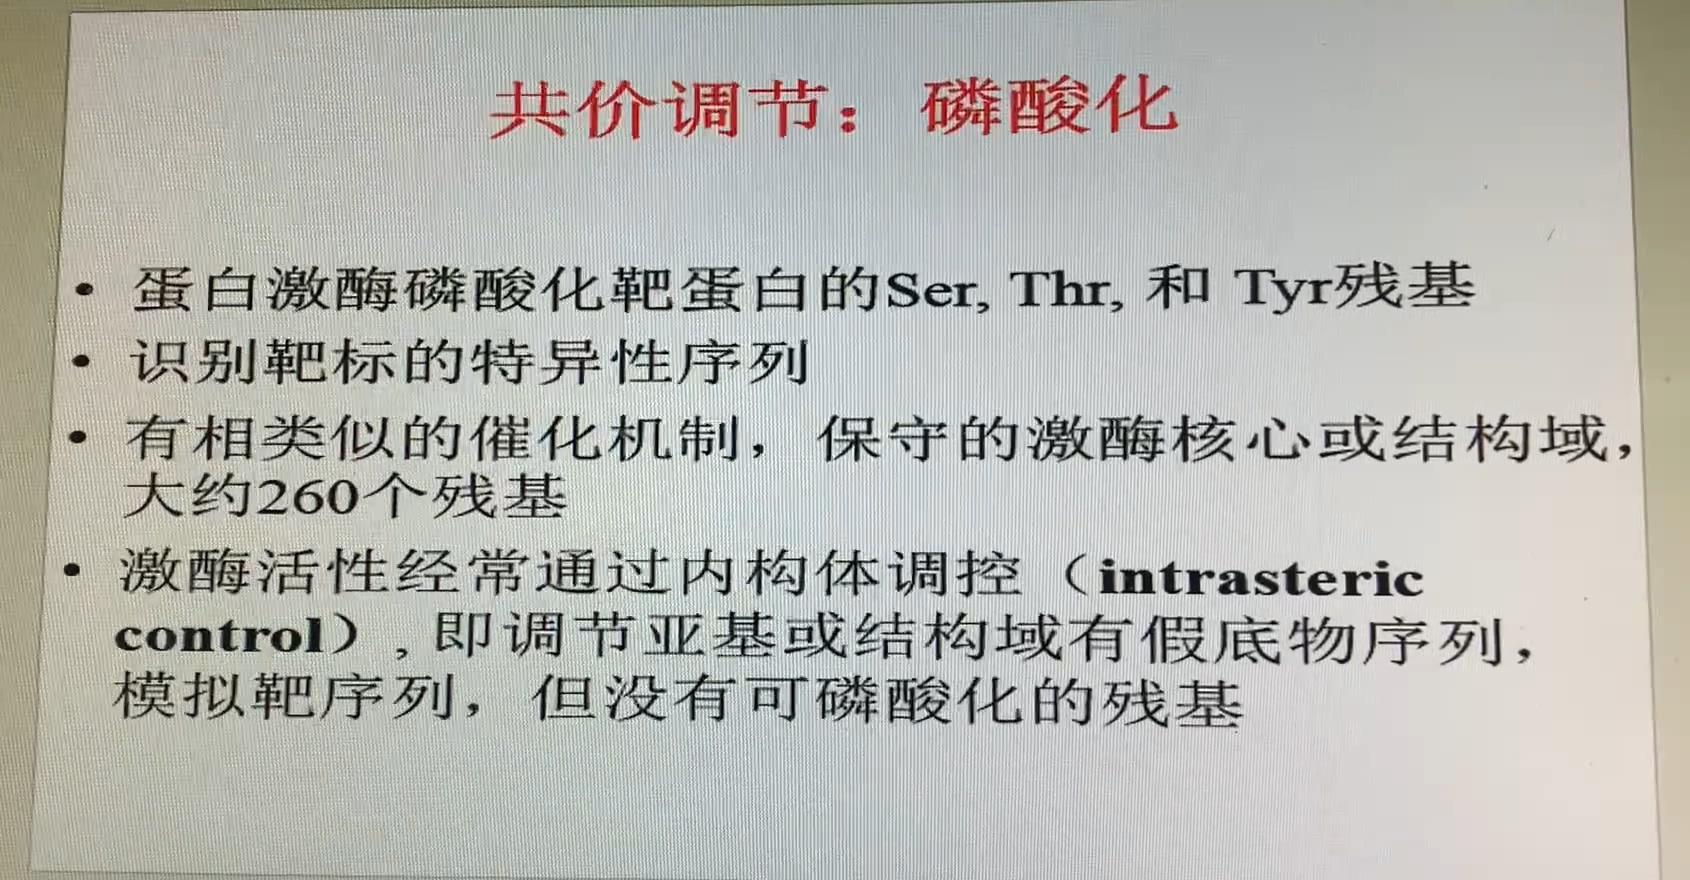 共价调节：磷酸化
• 蛋白激酶磷酸化靶蛋白的Ser, Thr, 和 Tyr残基
• 识别靶标的特异性序列
• 有相类似的催化机制，保守的激酶核心或结构域，
大约260个残基
• 激酶活性经常通过内构体调控（intrasteric
control）, 即调节亚基或结构域有假底物序列，
模拟靶序列，但没有可磷酸化的残基